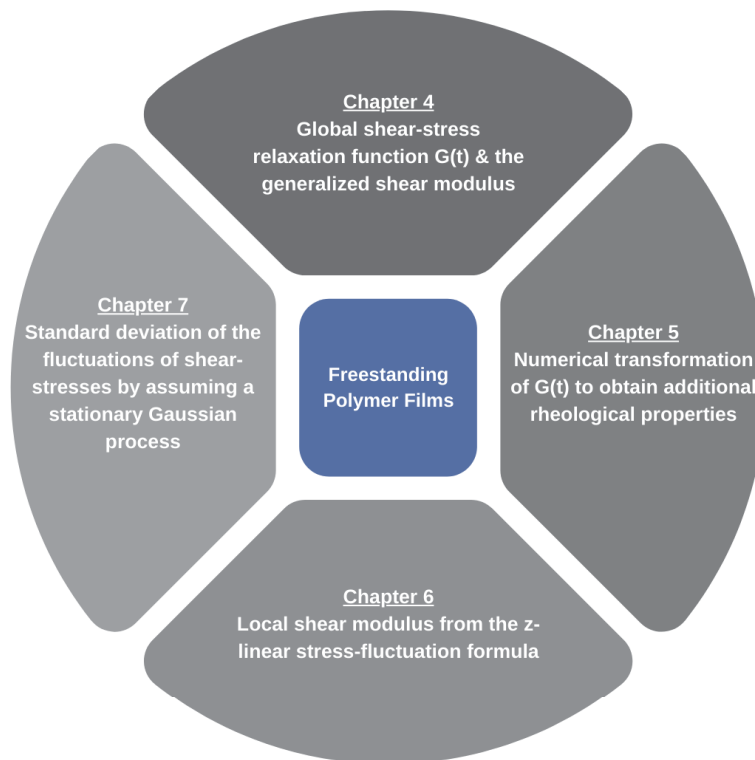 Chapter 4
Global shear-stress
relaxation function G(t) & the
generalized shear modulus
Chapter 7
Standard deviation of the
fluctuations of shear-
stresses by assuming a
stationary Gaussian
process
Freestanding
Polymer Films
Chapter 5
Numerical transformation
of G(t) to obtain additional
rheological properties
Chapter 6
Local shear modulus from the z-
linear stress-fluctuation formula